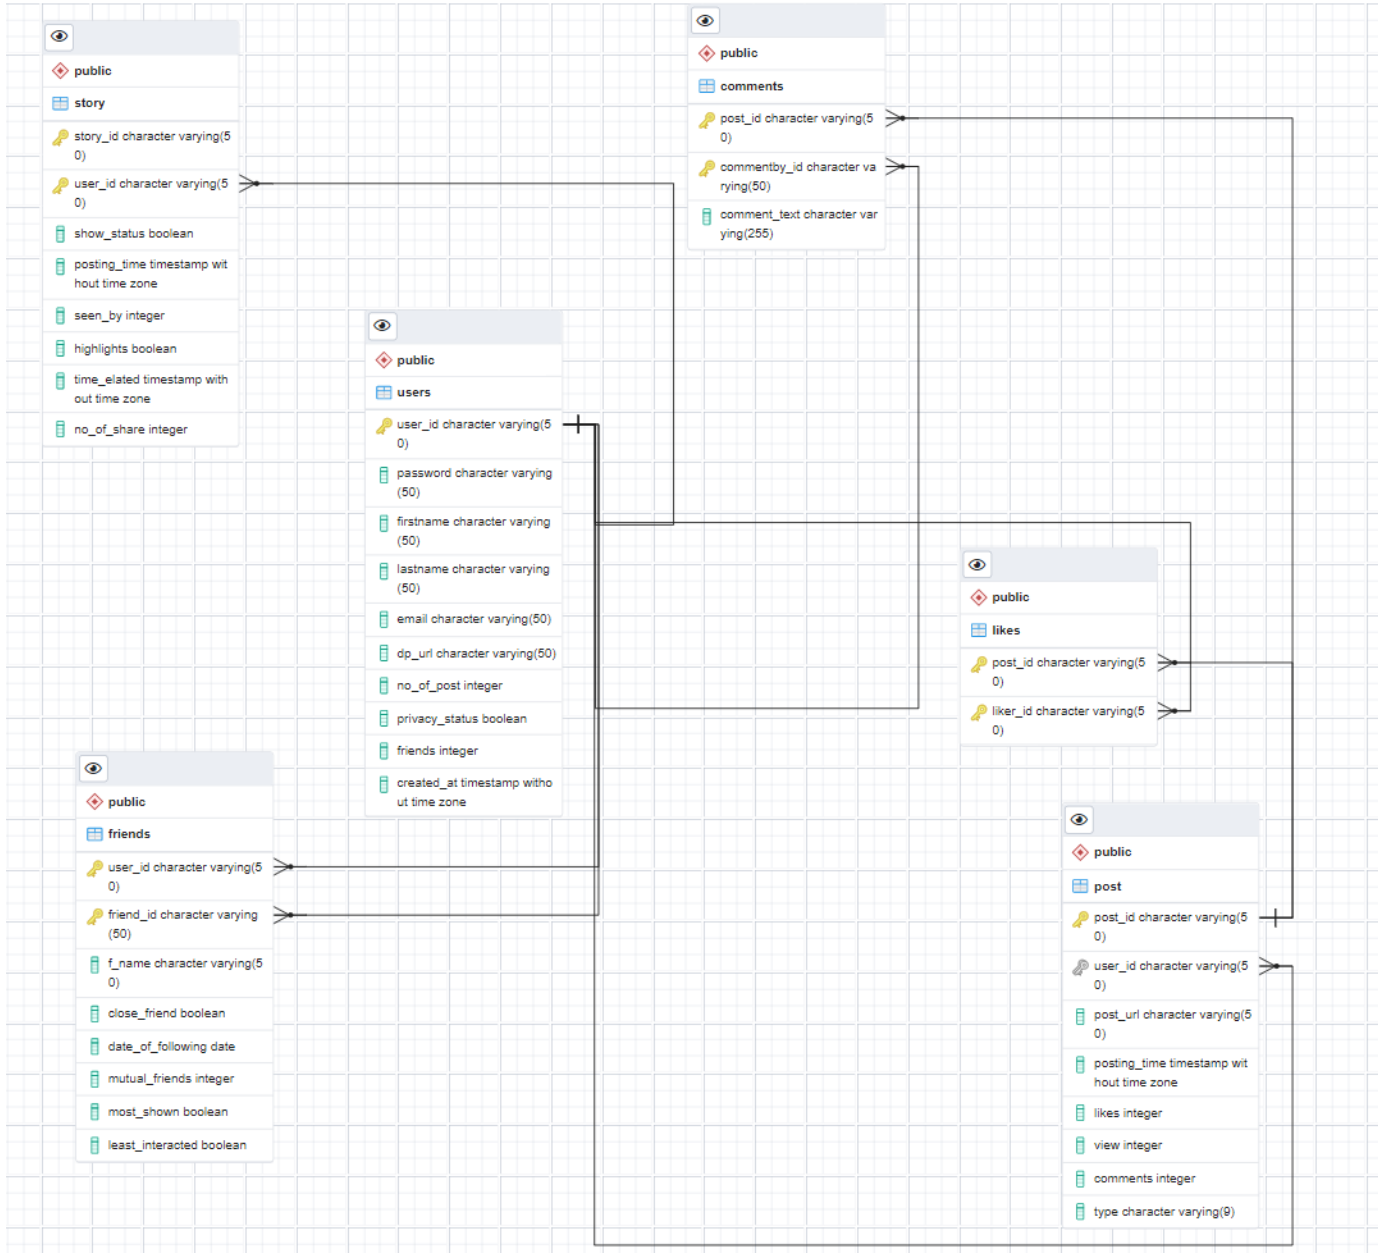 public
story
story_id character varying(5
0)
user_id character varying(5
0)
show_status boolean
posting_time timestamp wit
hout time zone
seen_by integer
highlights boolean
time_elated timestamp with
out time zone
no_of_share integer
public
comments
post_id character varying(5
0)
commentby_id character va
rying(50)
comment_text character var
ying(255)
public
users
user_id character varying(5
0)
password character varying
(50)
firstname character varying
(50)
lastname character varying
(50)
email character varying(50)
dp_url character varying(50)
no_of_post integer
privacy_status boolean
friends integer
created_at timestamp witho
ut time zone
public
likes
post_id character varying(5
0)
liker_id character varying(5
0)
public
friends
user_id character varying(5
0)
friend_id character varying
(50)
f_name character varying(5
0)
close_friend boolean
date_of_following date
mutual_friends integer
most_shown boolean
least_interacted boolean
public
post
post_id character varying(5
0)
user_id character varying(5
0)
post_url character varying(5
0)
posting_time timestamp wit
hout time zone
likes integer
view integer
comments integer
type character varying(9)